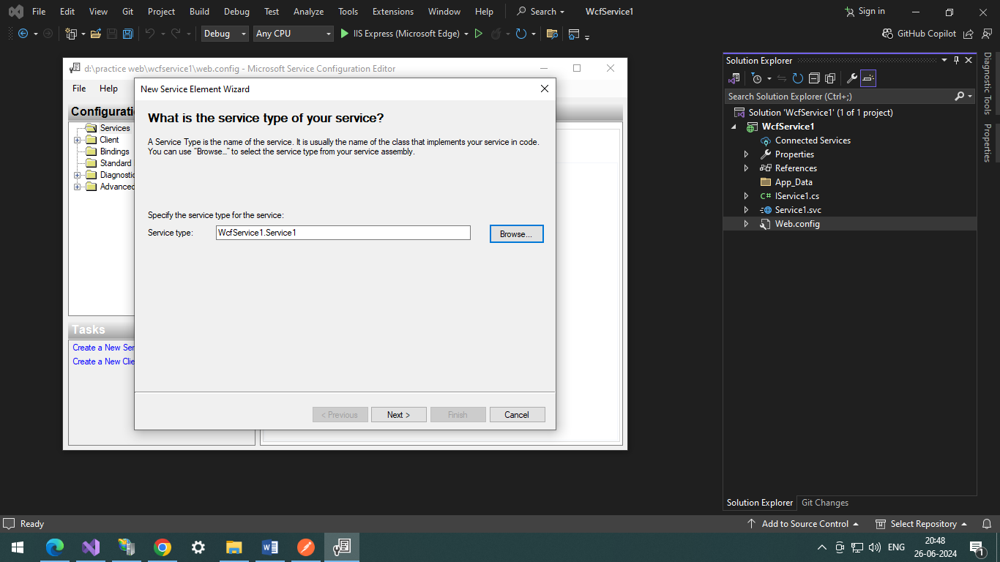 File Edit View Git Project Build Debug Test Analyze Tools Extensions Window Help Search WcfService1 Sign in
Debug Any CPU IIS Express (Microsoft Edge) GitHub Copilot
d:\practice web\wcfservice1\web.config - Microsoft Service Configuration Editor
File Help
Configurati
Services
Client
Bindings
Standard
Diagnostic
Advanced
Tasks
Create a New Ser
Create a New Clie
New Service Element Wizard
What is the service type of your service?
A Service Type is the name of the service. It is usually the name of the class that implements your service in code.
You can use "Browse..." to select the service type from your service assembly.
Specify the service type for the service:
Service type: WcfService1.Service1 Browse...
< Previous Next > Finish Cancel
Solution Explorer
Search Solution Explorer (Ctrl+;)
Solution 'WcfService1' (1 of 1 project)
WcfService1
Connected Services
Properties
References
App_Data
C# IService1.cs
Service1.svc
Web.config
Solution Explorer Git Changes
Diagnostic Tools
Properties
Ready Add to Source Control Select Repository
ENG 20:48
26-06-2024
1